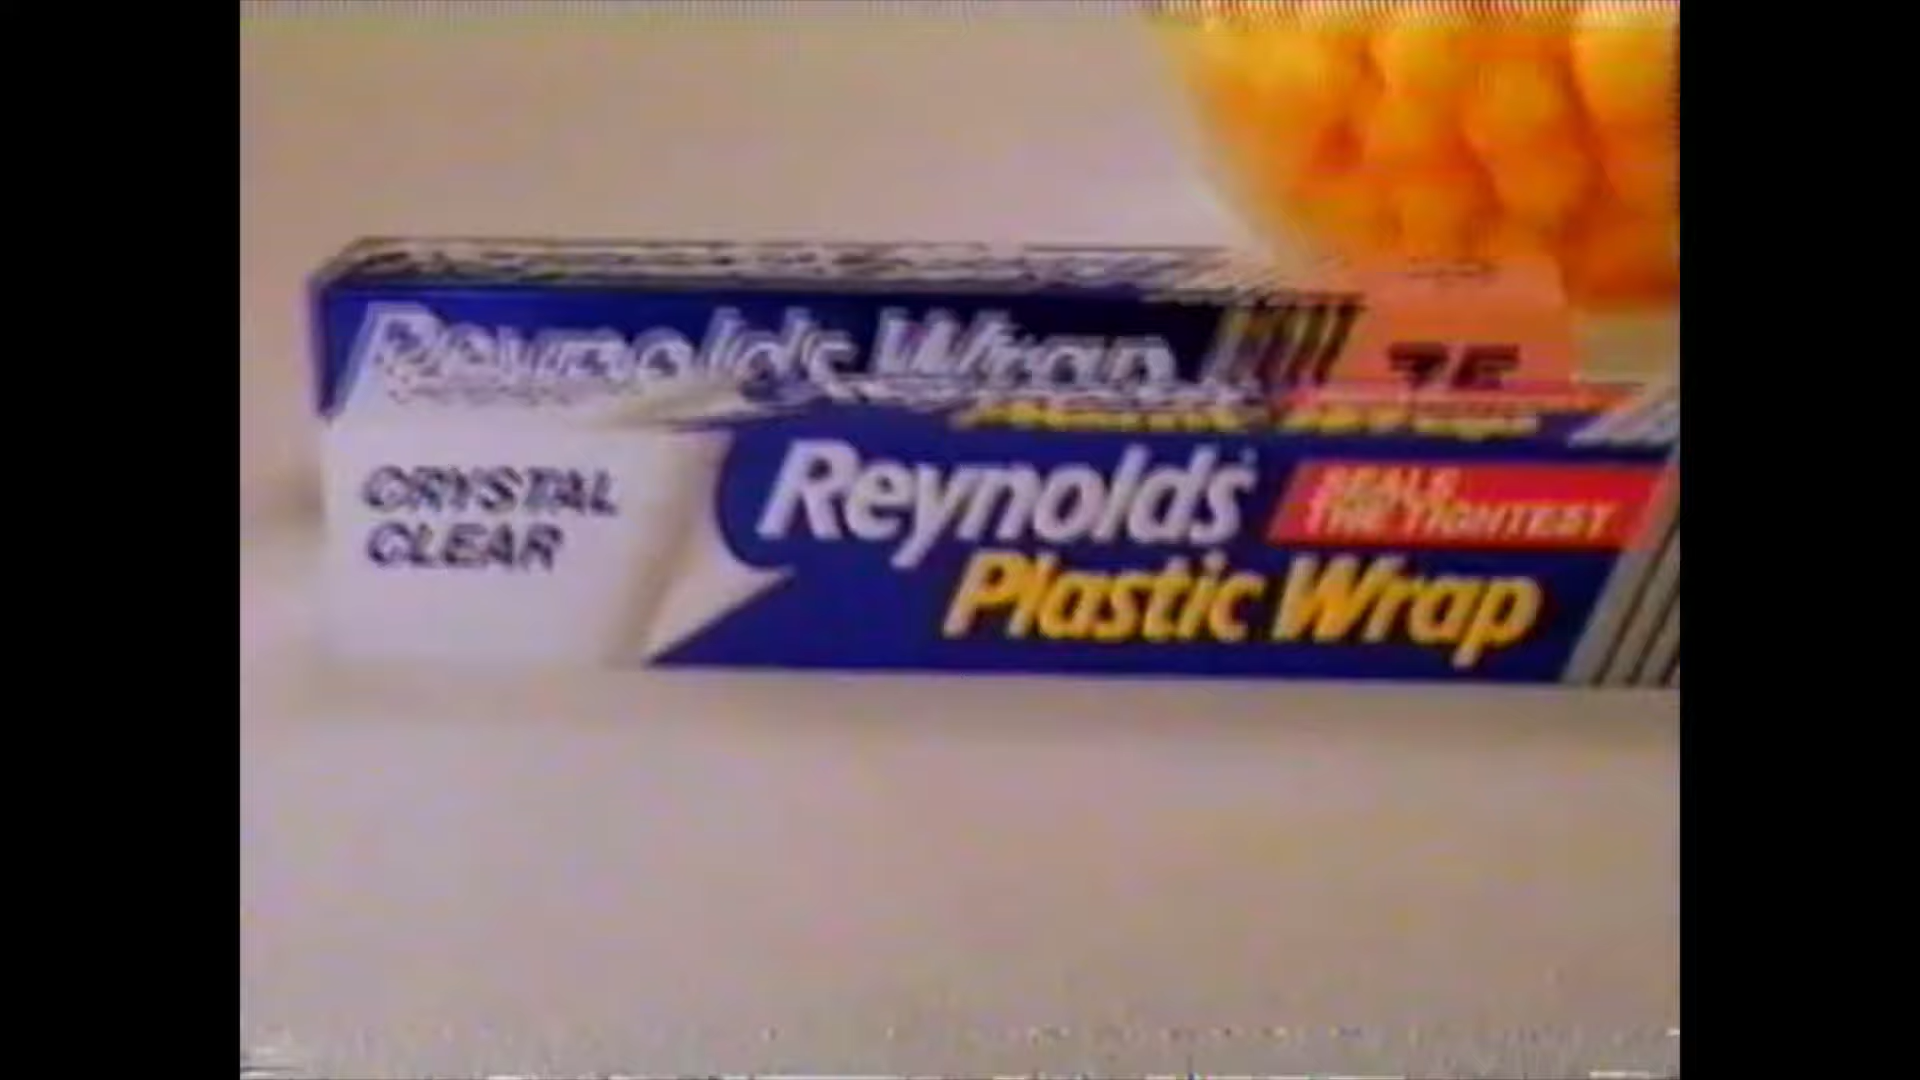 Reynolds Wrap
CRYSTAL
CLEAR
Reynolds
SEALS
THE TIGHTEST
Plastic Wrap